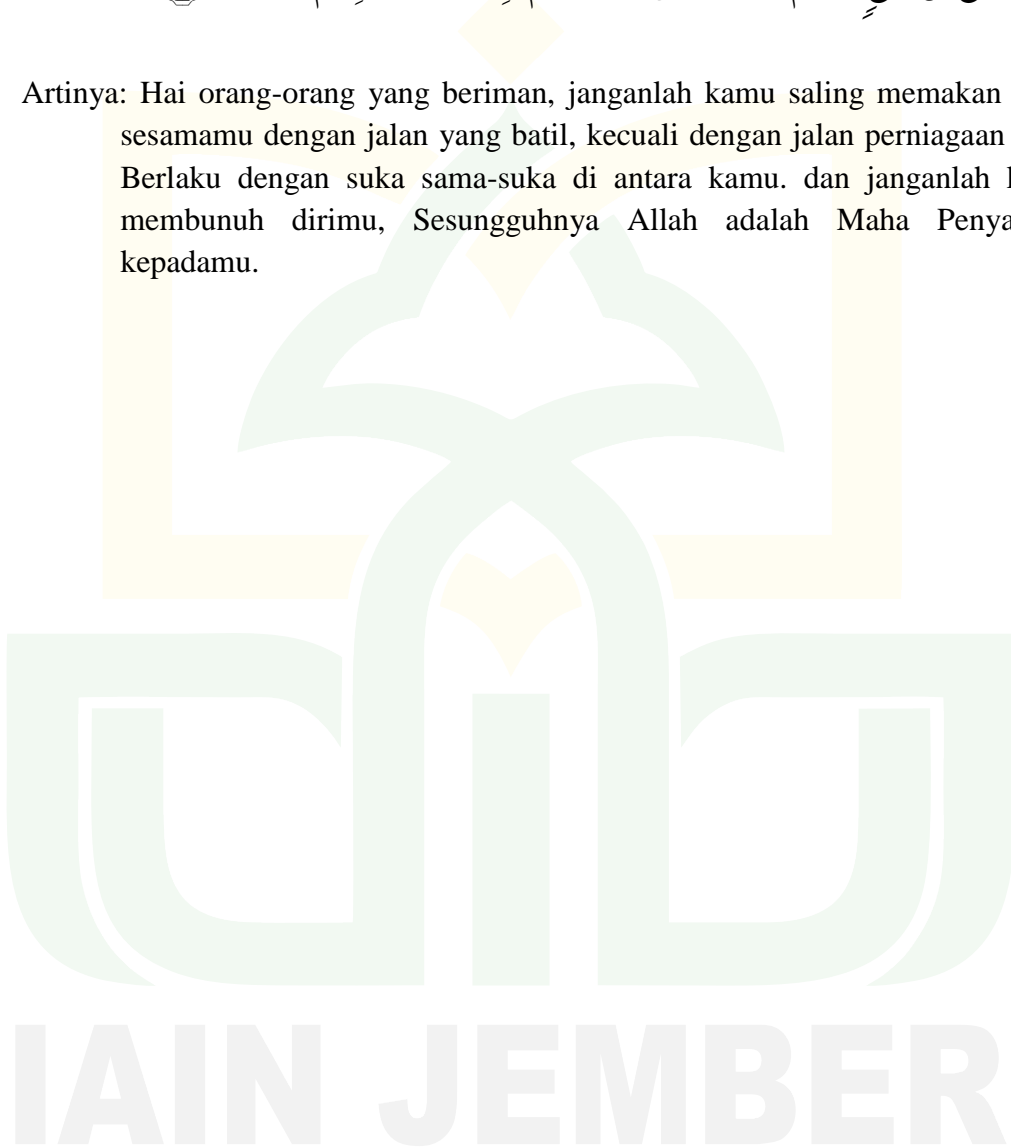 Artinya: Hai orang-orang yang beriman, janganlah kamu saling memakan
sesamamu dengan jalan yang batil, kecuali dengan jalan perniagaan
Berlaku dengan suka sama-suka di antara kamu. dan janganlah
membunuh dirimu, Sesungguhnya Allah adalah Maha
kepadamu.
IAIN JEMBER